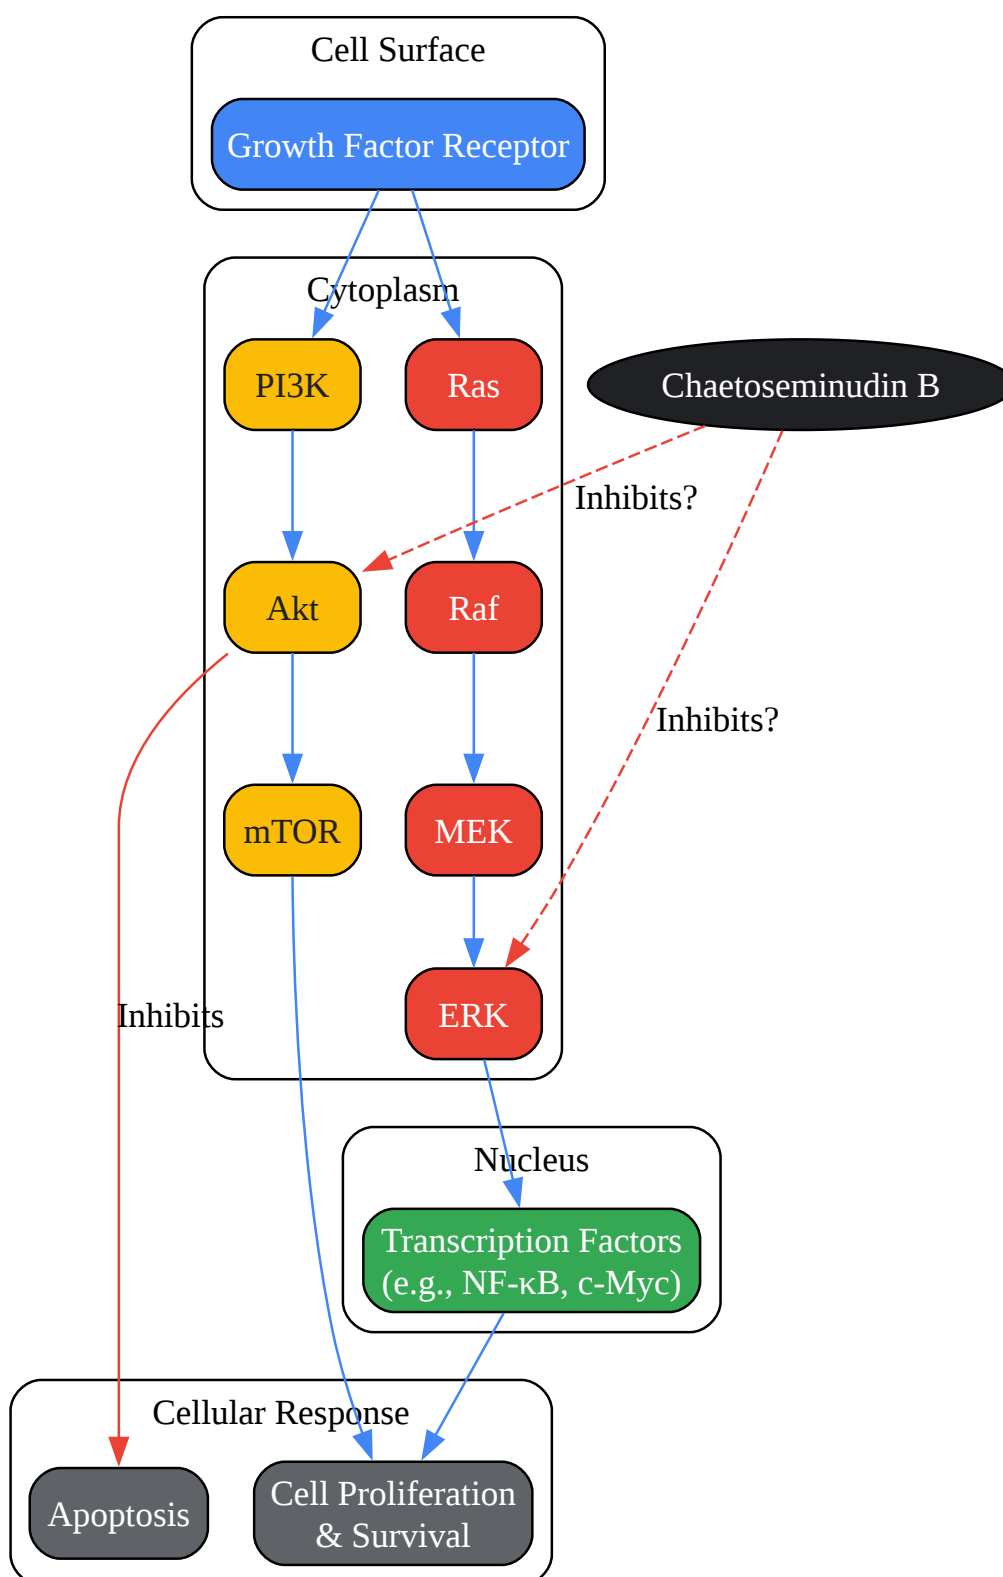 Cell Surface
Growth Factor Receptor
Cytoplasm
PI3K
Ras
Chaetoseminudin B
Inhibits?
Akt
Raf
Inhibits?
mTOR
MEK
Inhibits
ERK
Nucleus
Transcription Factors
(e.g., NF-κB, c-Myc)
Cellular Response
Apoptosis
Cell Proliferation
& Survival